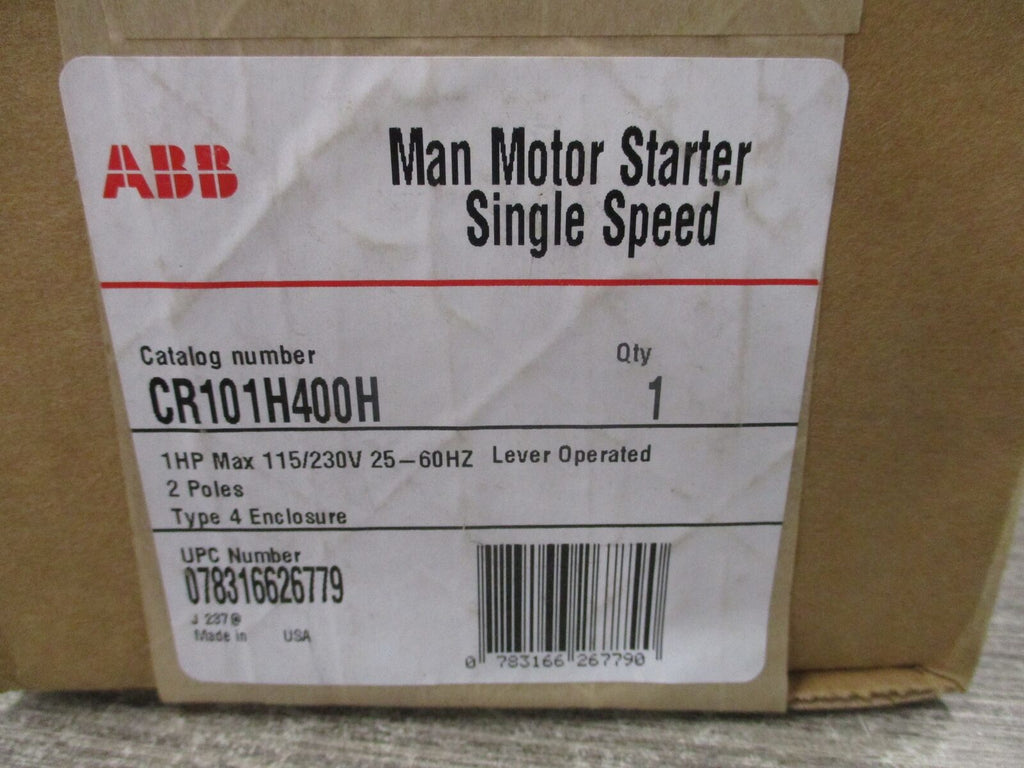 ABB
Man Motor Starter
Single Speed
Catalog number
Qty
CR101H400H
1
1HP Max 115/230V 25-60HZ Lever Operated
2 Poles
Type 4 Enclosure
UPC Number
078316626779
J 237@
Made in USA
0 783166 267790